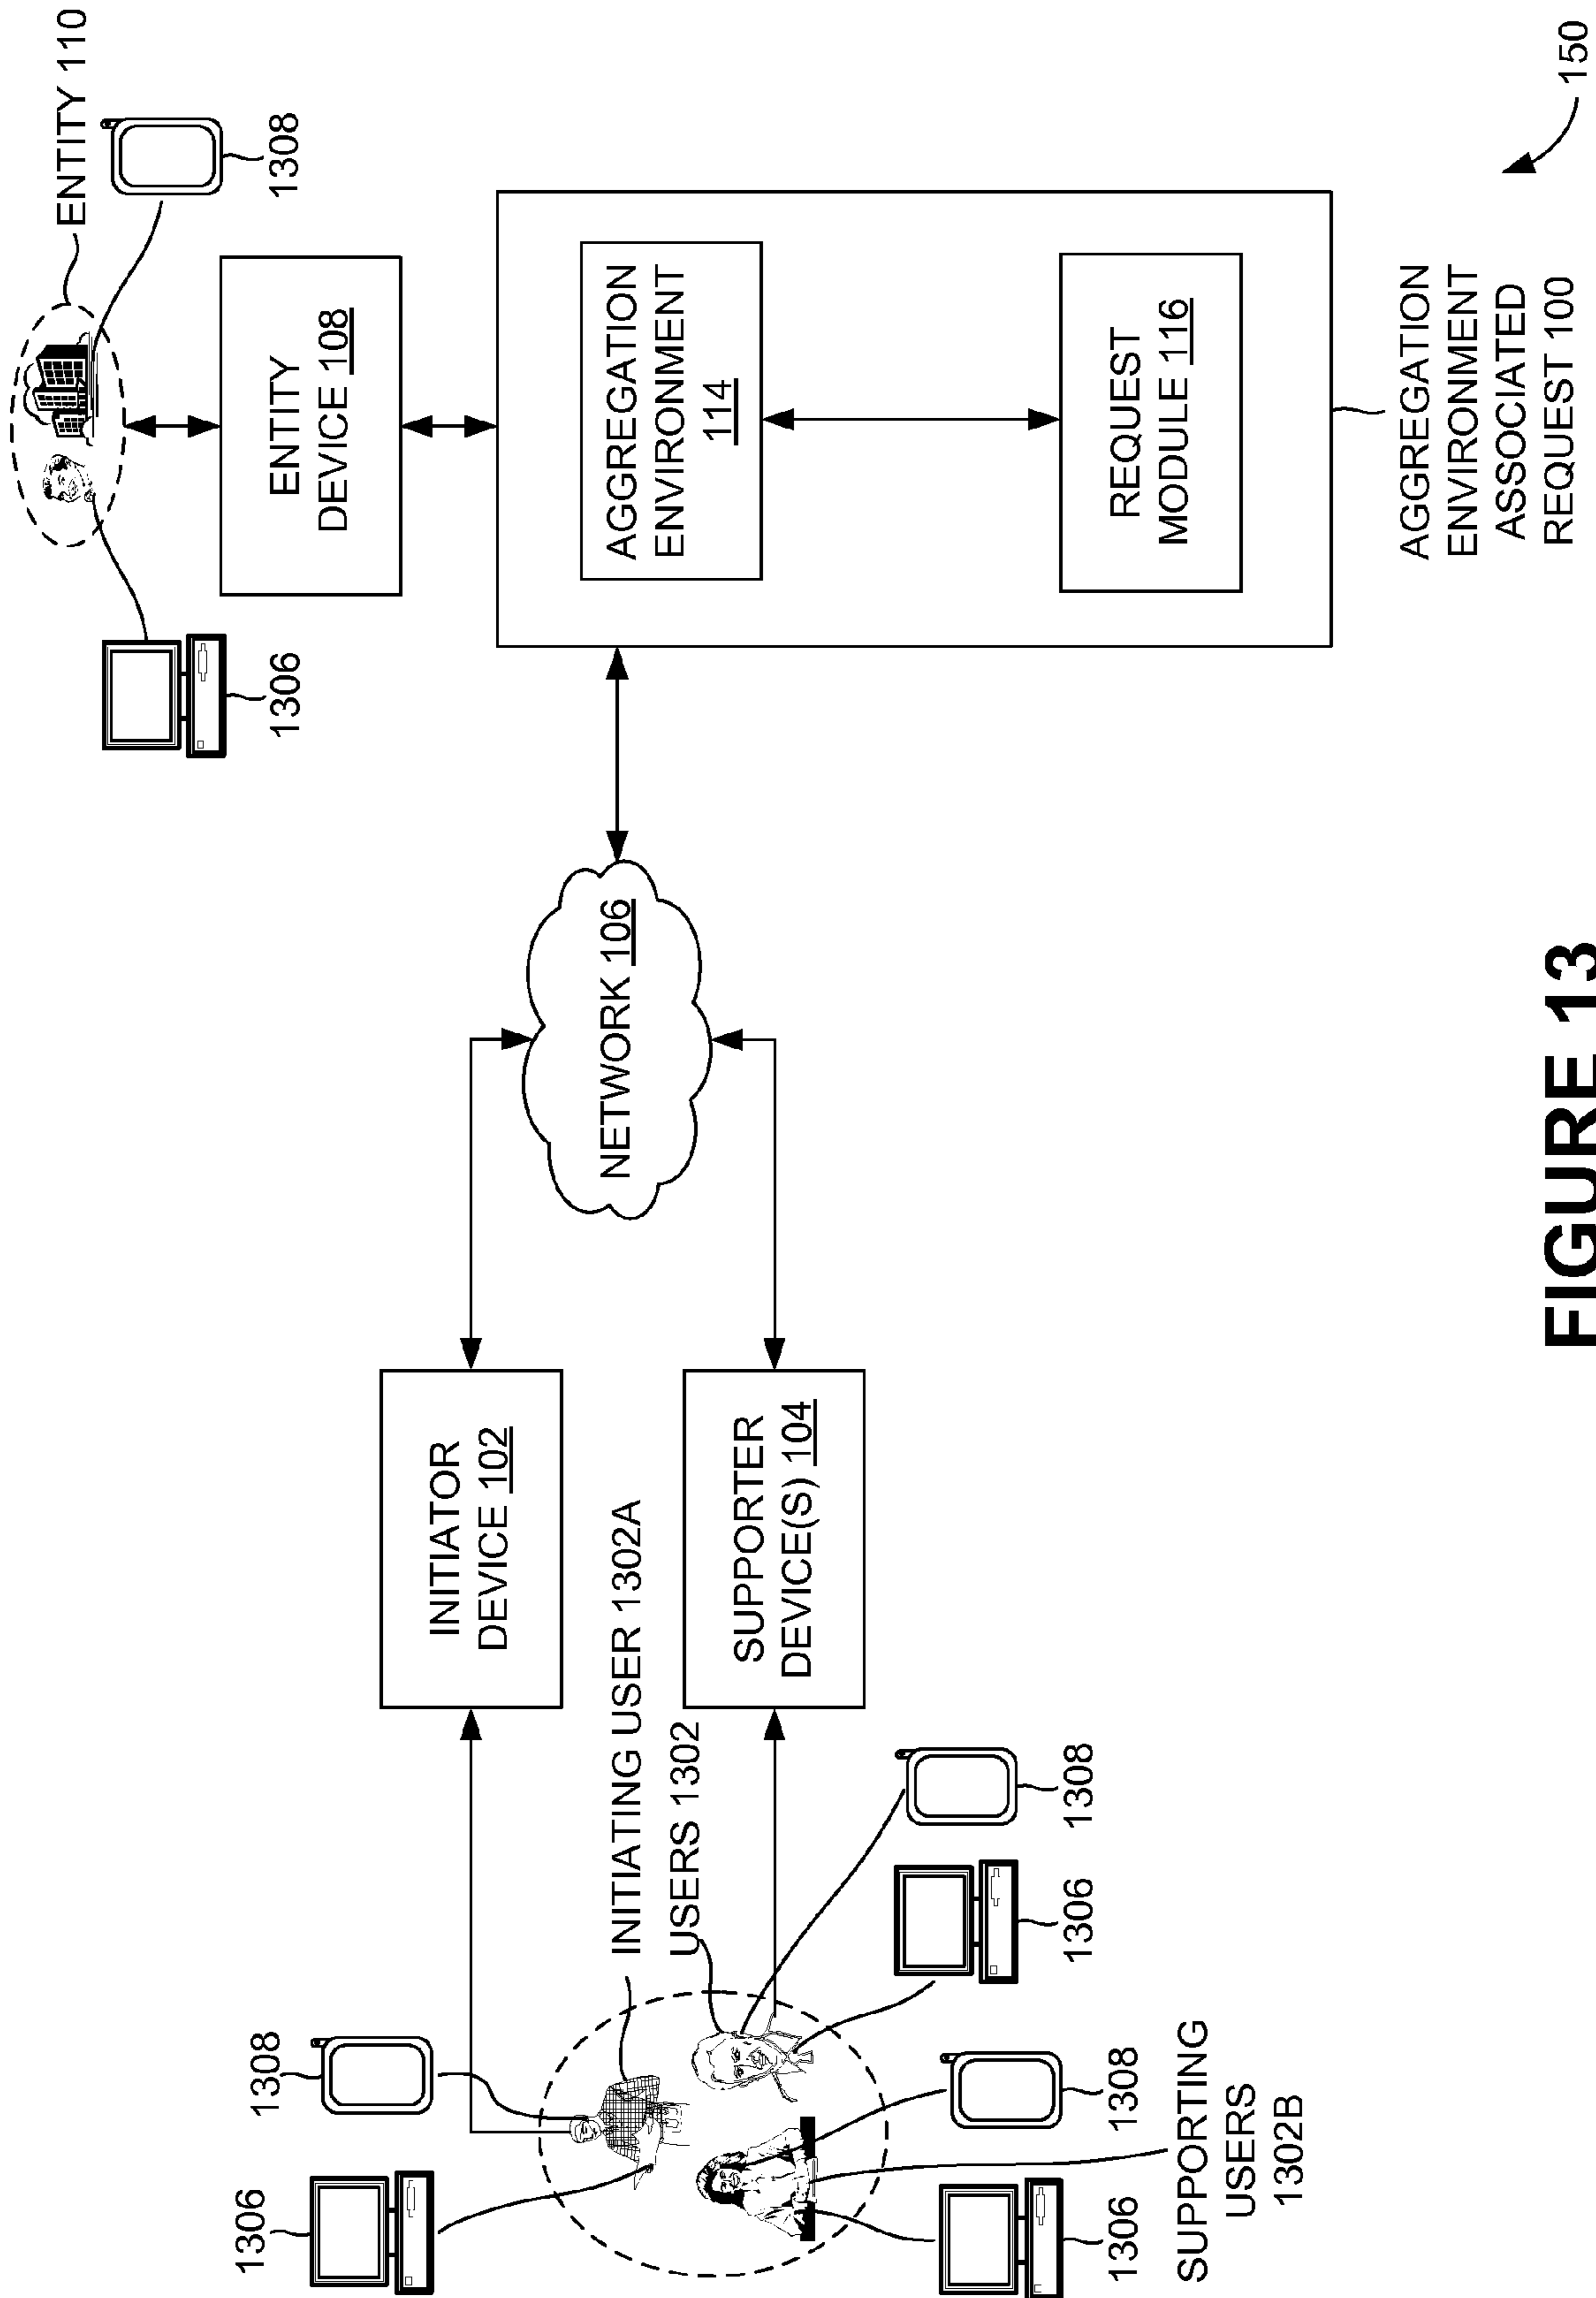 1306
1308
INITIATOR
DEVICE 102
INITIATING USER 1302A
USERS 1302
SUPPORTER
DEVICE(S) 104
1306
1308
1306
1308
SUPPORTING
USERS
1302B
NETWORK 106
1306
ENTITY 110
1308
ENTITY
DEVICE 108
AGGREGATION
ENVIRONMENT
114
REQUEST
MODULE 116
AGGREGATION
ENVIRONMENT
ASSOCIATED
REQUEST 100
150
FIGURE 13